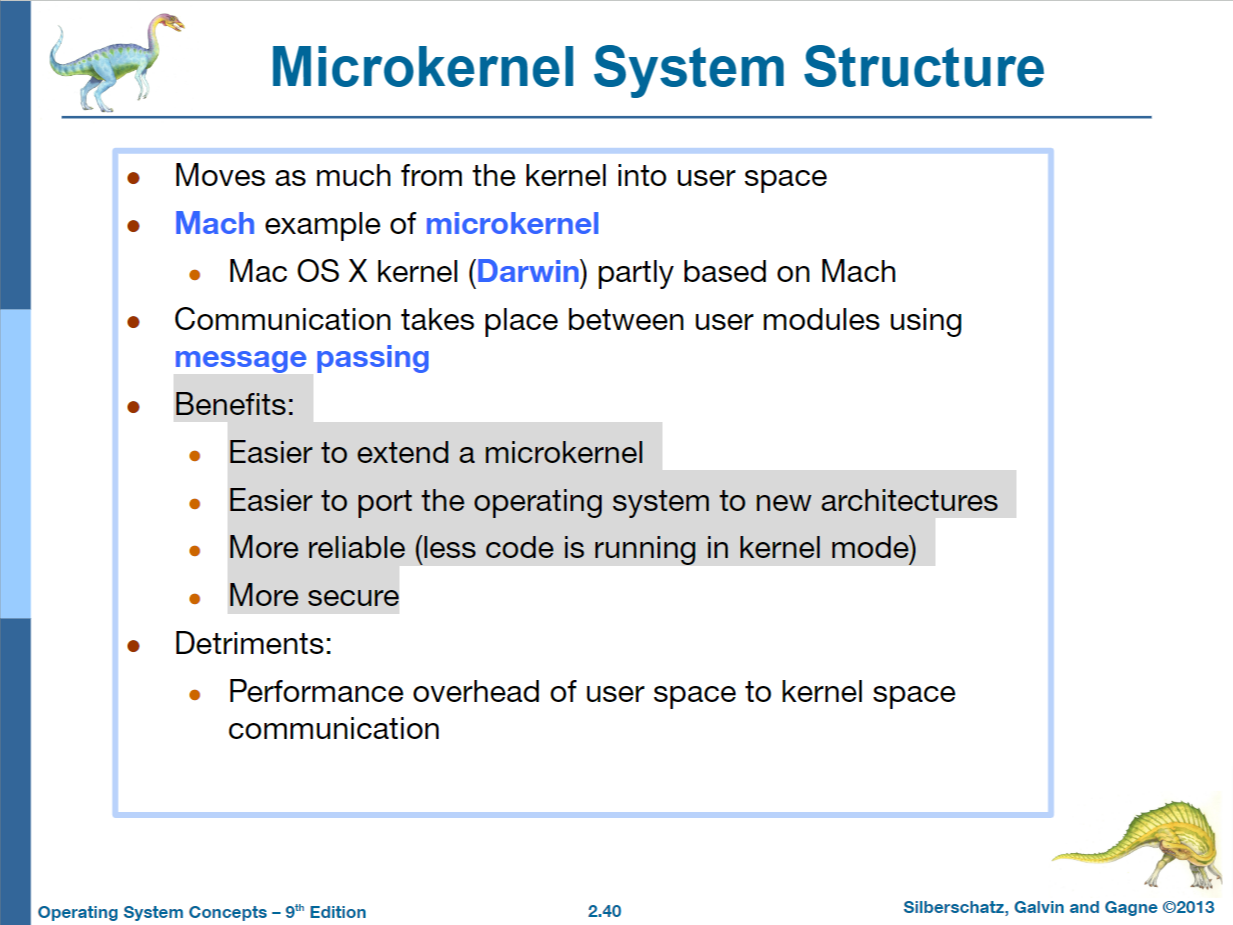 Microkernel System Structure
Moves as much from the kernel into user space
Mach example of microkernel
Mac OS X kernel (Darwin) partly based on Mach
Communication takes place between user modules using
message passing
Benefits:
Easier to extend a microkernel
Easier to port the operating system to new architectures
More reliable (less code is running in kernel mode)
More secure
Detriments:
Performance overhead of user space to kernel space
communication
Operating System Concepts – 9th Edition
2.40
Silberschatz, Galvin and Gagne ©2013